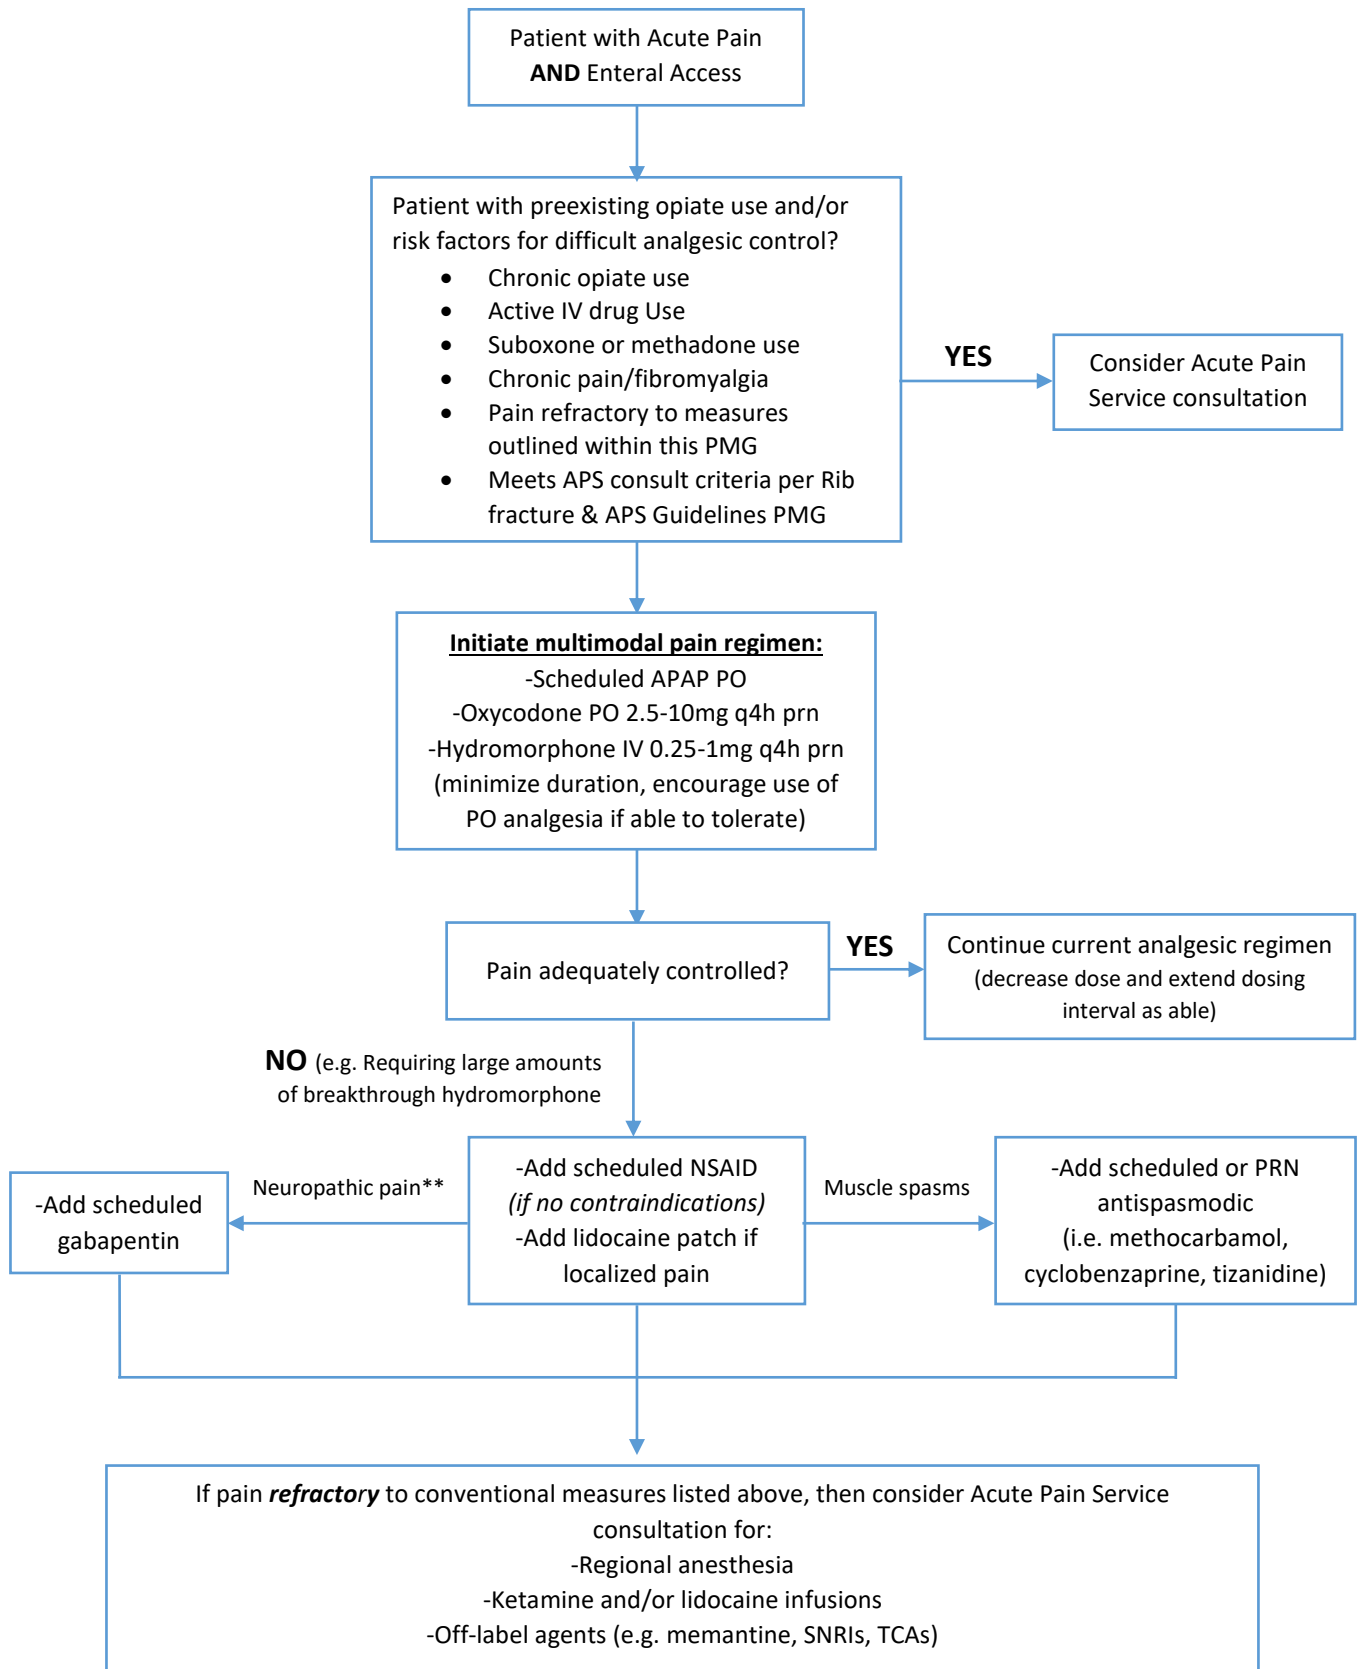 Patient with Acute Pain
AND Enteral Access
Patient with preexisting opiate use and/or
risk factors for difficult analgesic control?
• Chronic opiate use
• Active IV drug Use
• Suboxone or methadone use
• Chronic pain/fibromyalgia
• Pain refractory to measures
outlined within this PMG
• Meets APS consult criteria per Rib
fracture & APS Guidelines PMG
YES
Consider Acute Pain
Service consultation
Initiate multimodal pain regimen:
-Scheduled APAP PO
-Oxycodone PO 2.5-10mg q4h prn
-Hydromorphone IV 0.25-1mg q4h prn
(minimize duration, encourage use of
PO analgesia if able to tolerate)
Pain adequately controlled?
YES
Continue current analgesic regimen
(decrease dose and extend dosing
interval as able)
NO (e.g. Requiring large amounts
of breakthrough hydromorphone
-Add scheduled
gabapentin
Neuropathic pain**
-Add scheduled NSAID
(if no contraindications)
-Add lidocaine patch if
localized pain
Muscle spasms
-Add scheduled or PRN
antispasmodic
(i.e. methocarbamol,
cyclobenzaprine, tizanidine)
If pain refractory to conventional measures listed above, then consider Acute Pain Service
consultation for:
-Regional anesthesia
-Ketamine and/or lidocaine infusions
-Off-label agents (e.g. memantine, SNRIs, TCAs)